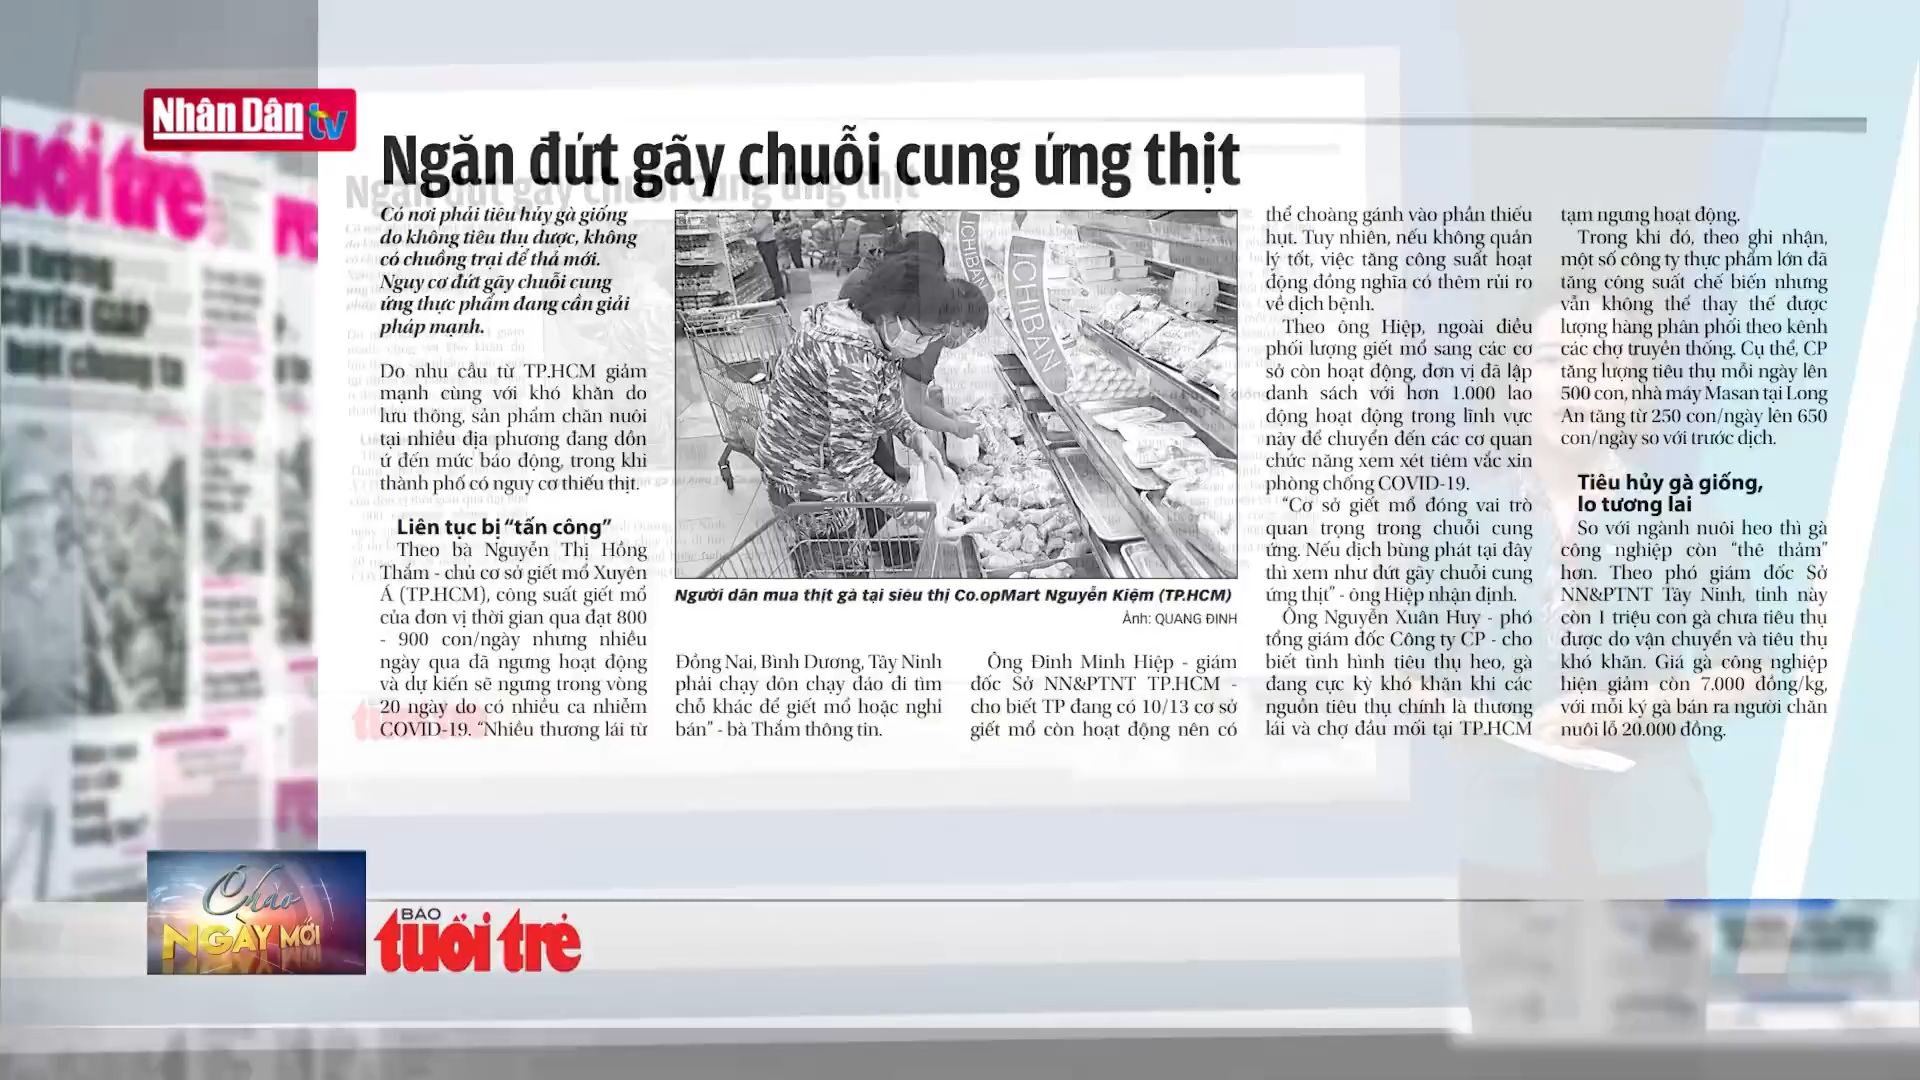 Nhân Dân tv
Ngăn đứt gãy chuỗi cung ứng thịt
Có nơi phải tiêu hủy gà giống
do không tiêu thụ được, không
có chuồng trại để thả mới.
Nguy cơ đứt gãy chuỗi cung
ứng thực phẩm đang cần giải
pháp mạnh.
Do nhu cầu từ TP.HCM giảm
mạnh cùng với khó khăn do
lưu thông, sản phẩm chăn nuôi
tại nhiều địa phương đang dồn
ứ đến mức báo động, trong khi
thành phố có nguy cơ thiếu thịt.
Liên tục bị “tấn công”
Theo bà Nguyễn Thị Hồng
Thắm - chủ cơ sở giết mổ Xuyên
Á (TP.HCM), công suất giết mổ
của đơn vị thời gian qua đạt 800
- 900 con/ngày nhưng nhiều
ngày qua đã ngưng hoạt động
và dự kiến sẽ ngưng trong vòng
20 ngày do có nhiều ca nhiễm
COVID-19. “Nhiều thương lái từ
ICHIBAN
ICHIBAN
Người dân mua thịt gà tại siêu thị Co.opMart Nguyễn Kiệm (TP.HCM)
Ảnh: QUANG ĐỊNH
Đồng Nai, Bình Dương, Tây Ninh
phải chạy đôn chạy đáo đi tìm
chỗ khác để giết mổ hoặc nghỉ
bán” - bà Thắm thông tin.
Ông Đinh Minh Hiệp - giám
đốc Sở NN&PTNT TP.HCM -
cho biết TP đang có 10/13 cơ sở
giết mổ còn hoạt động nên có
thể choàng gánh vào phần thiếu
hụt. Tuy nhiên, nếu không quản
lý tốt, việc tăng công suất hoạt
động đồng nghĩa có thêm rủi ro
về dịch bệnh.
Theo ông Hiệp, ngoài điều
phối lượng giết mổ sang các cơ
sở còn hoạt động, đơn vị đã lập
danh sách với hơn 1.000 lao
động hoạt động trong lĩnh vực
này để chuyển đến các cơ quan
chức năng xem xét tiêm vắc xin
phòng chống COVID-19.
“Cơ sở giết mổ đóng vai trò
quan trọng trong chuỗi cung
ứng. Nếu dịch bùng phát tại đây
thì xem như đứt gãy chuỗi cung
ứng thịt” - ông Hiệp nhận định.
Ông Nguyễn Xuân Huy - phó
tổng giám đốc Công ty CP - cho
biết tình hình tiêu thụ heo, gà
đang cực kỳ khó khăn khi các
nguồn tiêu thụ chính là thương
lái và chợ đầu mối tại TP.HCM
tạm ngưng hoạt động.
Trong khi đó, theo ghi nhận,
một số công ty thực phẩm lớn đã
tăng công suất chế biến nhưng
vẫn không thể thay thế được
lượng hàng phân phối theo kênh
các chợ truyền thống. Cụ thể, CP
tăng lượng tiêu thụ mỗi ngày lên
500 con, nhà máy Masan tại Long
An tăng từ 250 con/ngày lên 650
con/ngày so với trước dịch.
Tiêu hủy gà giống,
lo tương lai
So với ngành nuôi heo thì gà
công nghiệp còn “thê thảm”
hơn. Theo phó giám đốc Sở
NN&PTNT Tây Ninh, tỉnh này
còn 1 triệu con gà chưa tiêu thụ
được do vận chuyển và tiêu thụ
khó khăn. Giá gà công nghiệp
hiện giảm còn 7.000 đồng/kg,
với mỗi ký gà bán ra người chăn
nuôi lỗ 20.000 đồng.
Chào
NGÀY MỚI
BÁO
tuổi trẻ